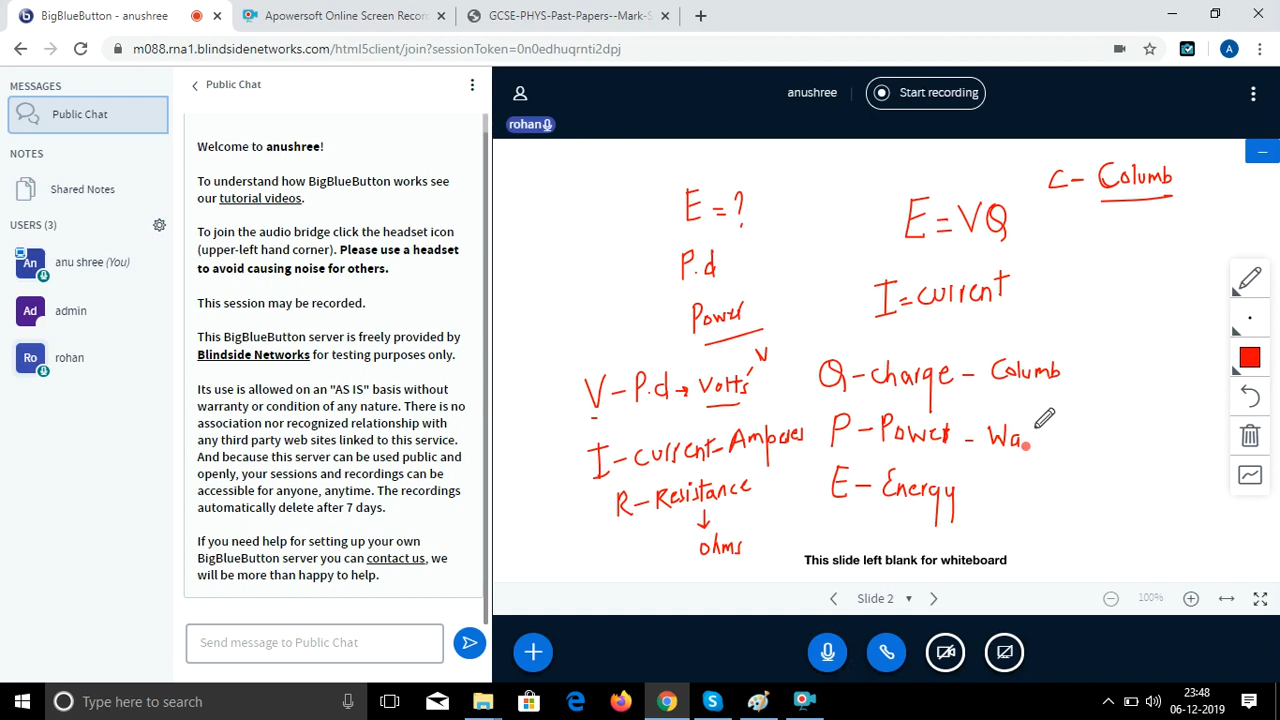 BigBlueButton - anushree
Apowersoft Online Screen Recor
GCSE-PHYS-Past-Papers--Mark-S
m088.rna1.blindsidenetworks.com/html5client/join?sessionToken=0n0edhuqrnti2dpj
A
MESSAGES
Public Chat
NOTES
Shared Notes
USERS (3)
An
anu shree (You)
Ad
admin
Ro
rohan
Public Chat
Welcome to anushree!
To understand how BigBlueButton works see
our tutorial videos.
To join the audio bridge click the headset icon
(upper-left hand corner). Please use a headset
to avoid causing noise for others.
This session may be recorded.
This BigBlueButton server is freely provided by
Blindside Networks for testing purposes only.
Its use is allowed on an "AS IS" basis without
warranty or condition of any nature. There is no
association nor recognized relationship with
any third party web sites linked to this service.
And because this server can be used public and
openly, your sessions and recordings can be
accessible for anyone, anytime. The recordings
automatically delete after 7 days.
If you need help for setting up your own
BigBlueButton server you can contact us, we
will be more than happy to help.
Send message to Public Chat
anushree
Start recording
rohan
E = ?
P.d
Power
V
V - P.d → Volts
I - current - Amperes
R - Resistance
↓
ohms
C - Columb
E = VQ
I = current
Q - charge - Columb
P - Power - Wa
E - Energy
This slide left blank for whiteboard
Slide 2
100%
Type here to search
23:48
06-12-2019